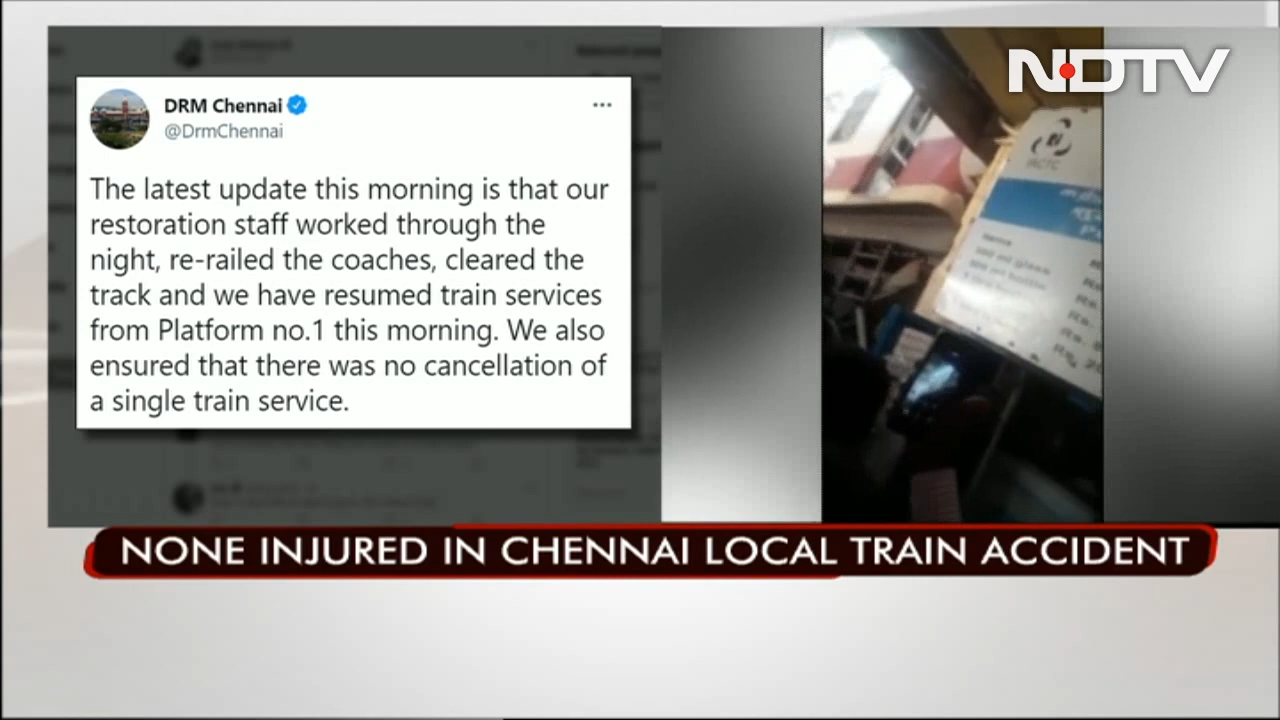 NDTV
DRM Chennai
@DrmChennai
The latest update this morning is that our
restoration staff worked through the
night, re-railed the coaches, cleared the
track and we have resumed train services
from Platform no.1 this morning. We also
ensured that there was no cancellation of
a single train service.
IRCTC
NONE INJURED IN CHENNAI LOCAL TRAIN ACCIDENT